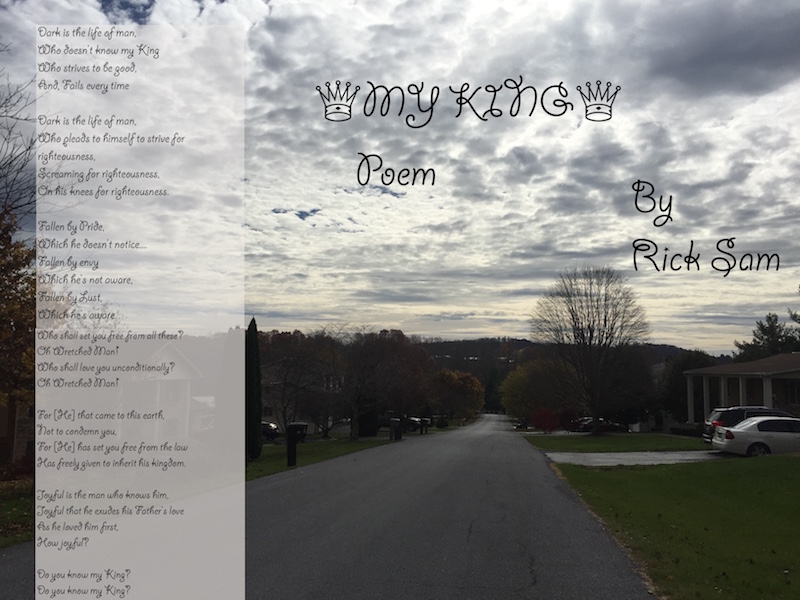 Dark is the life of man,
Who doesn't know my King
Who strives to be good,
And, Fails every time
Dark is the life of man,
Who pleads to himself to strive for
righteousness,
Screaming for righteousness,
On his knees for righteousness.
Fallen by Pride,
Which he doesn't notice....
Fallen by envy
Which he's not aware,
Fallen by Lust,
Which he's aware
Who shall set you free from all these?
Oh Wretched Man!
Who shall love you unconditionally?
Oh Wretched Man!
For [He] that came to this earth,
Not to condemn you,
For [He] has set you free from the law
Has freely given to inherit his kingdom.
Joyful is the man who knows him,
Joyful that he exudes his Father's love
As he loved him first,
How joyful?
Do you know my King?
Do you know my King?
MY KING
Poem
By
Rick Sam